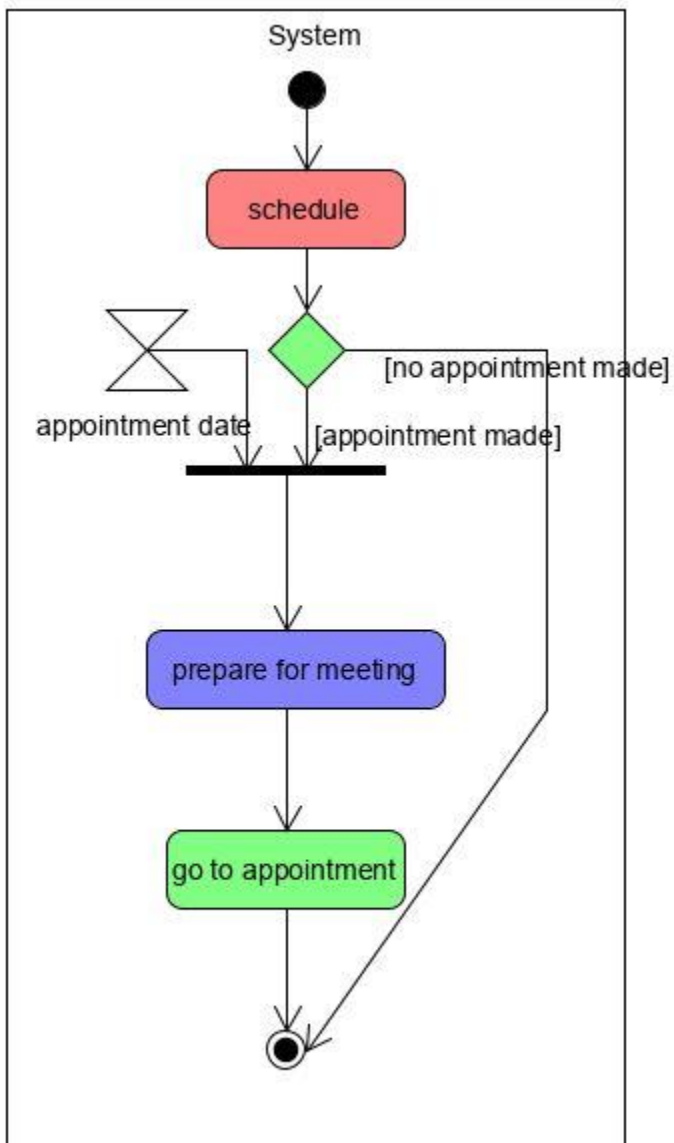 System
schedule
[no appointment made]
appointment date
[appointment made]
prepare for meeting
go to appointment